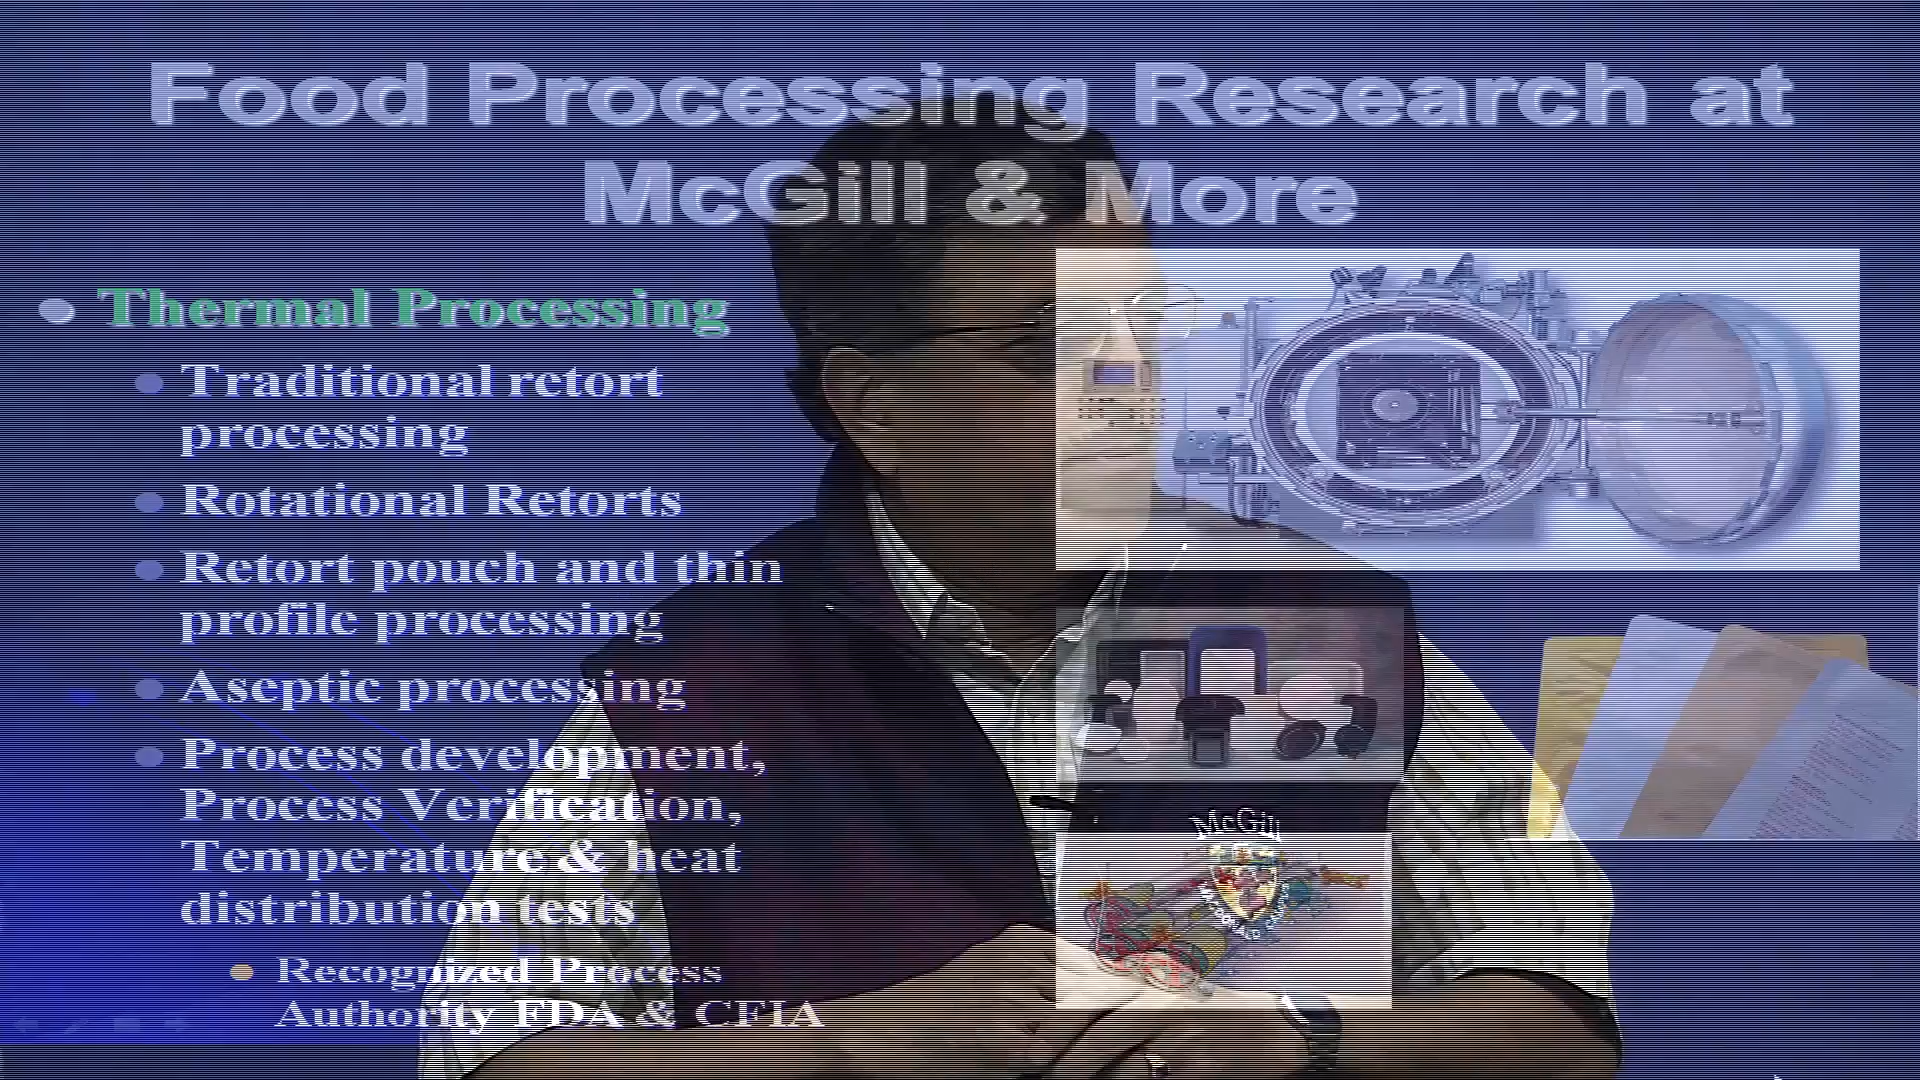 Food Processing Research at
McGill & More
Thermal Processing
Traditional retort
processing
Rotational Retorts
Retort pouch and thin
profile processing
Aseptic processing
Process development,
Process Verification,
Temperature & heat
distribution tests
Recognized Process
Authority FDA & CFIA
McGill